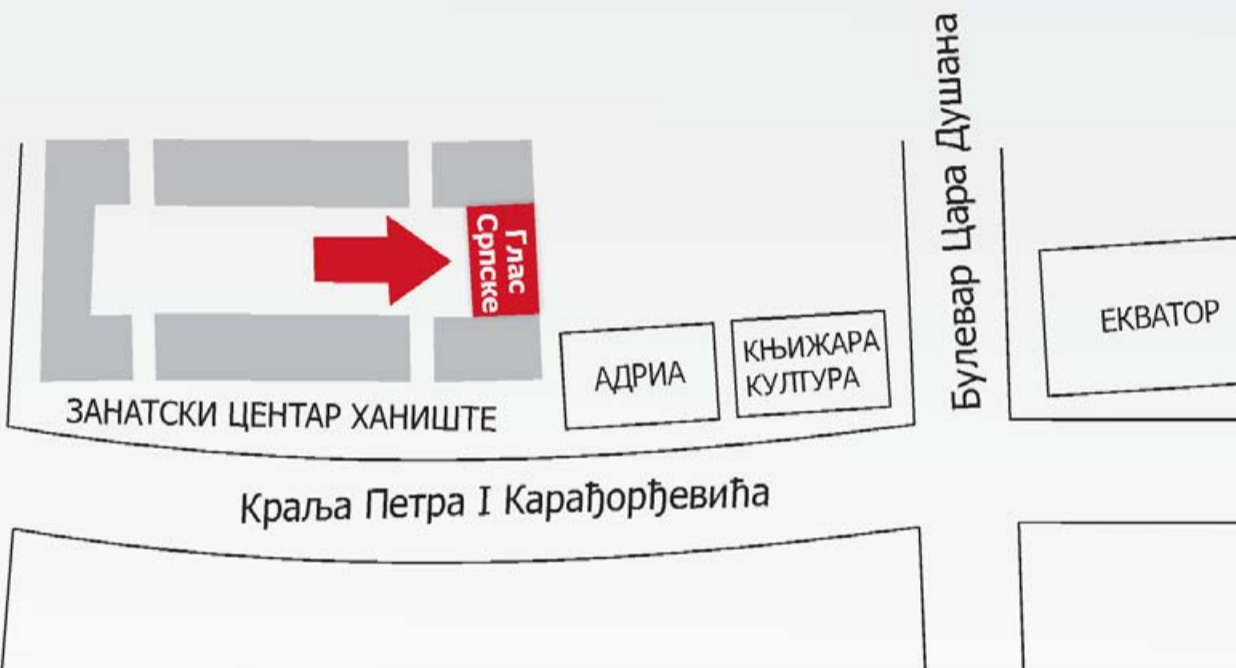 Булевар Цара Душана
Глас
Српске
ЕКВАТОР
КЊИЖАРА
КУЛТУРА
АДРИА
ЗАНАТСКИ ЦЕНТАР ХАНИШТЕ
Краља Петра I Карађорђевића